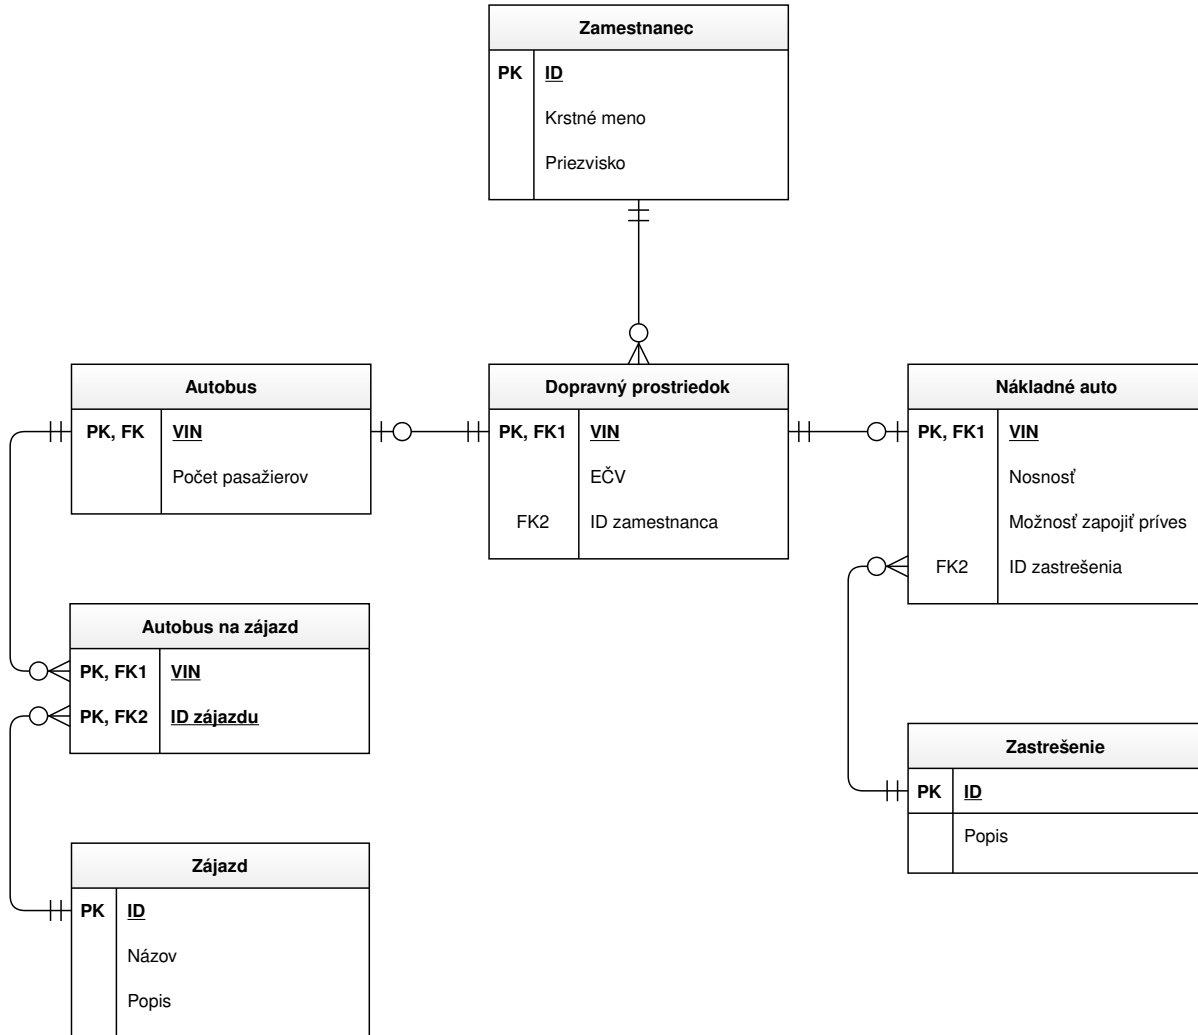 Zamestnanec
PK ID
Krstné meno
Priezvisko
Autobus
PK, FK VIN
Počet pasažierov
Dopravný prostriedok
PK, FK1 VIN
EČV
FK2 ID zamestnanca
Nákladné auto
PK, FK1 VIN
Nosnosť
Možnosť zapojiť príves
FK2 ID zastrešenia
Autobus na zájazd
PK, FK1 VIN
PK, FK2 ID zájazdu
Zastrešenie
PK ID
Popis
Zájazd
PK ID
Názov
Popis